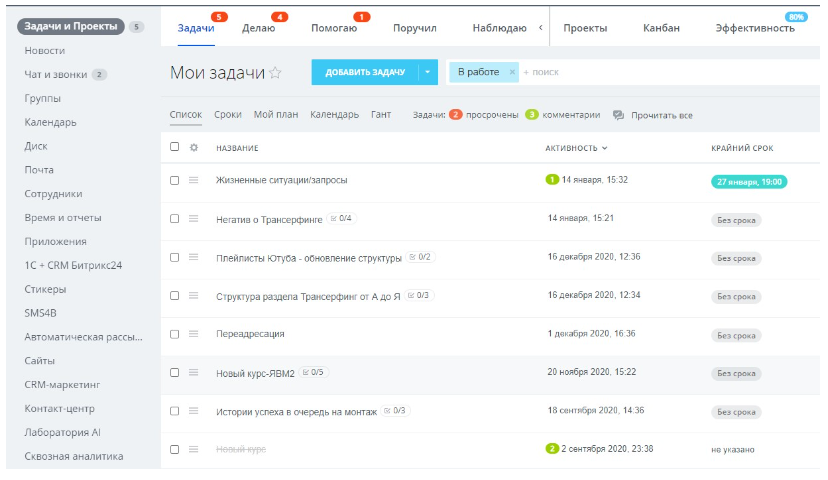 Задачи и Проекты 5
Новости
Чат и звонки 2
Группы
Календарь
Диск
Почта
Сотрудники
Время и отчеты
Приложения
1С + CRM Битрикс24
Стикеры
SMS4B
Автоматическая рассы...
Сайты
CRM-маркетинг
Контакт-центр
Лаборатория AI
Сквозная аналитика
5 4 1 80%
Задачи Делаю Помогаю Поручил Наблюдаю Проекты Канбан Эффективность
Мои задачи ДОБАВИТЬ ЗАДАЧУ В работе × + поиск
Список Сроки Мой план Календарь Гант Задачи: 2 просрочены 3 комментарии Прочитать все
НАЗВАНИЕ АКТИВНОСТЬ КРАЙНИЙ СРОК
Жизненные ситуации/запросы 1 14 января, 15:32 27 января, 19:00
Негатив о Трансерфинге 0/4 14 января, 15:21 Без срока
Плейлисты Ютуба - обновление структуры 0/2 16 декабря 2020, 12:36 Без срока
Структура раздела Трансерфинг от А до Я 0/3 16 декабря 2020, 12:34 Без срока
Переадресация 1 декабря 2020, 16:36 Без срока
Новый курс-ЯВМ2 0/5 20 ноября 2020, 15:22 Без срока
Истории успеха в очередь на монтаж 0/3 18 сентября 2020, 14:36 Без срока
Новый курс 2 2 сентября 2020, 23:38 не указано